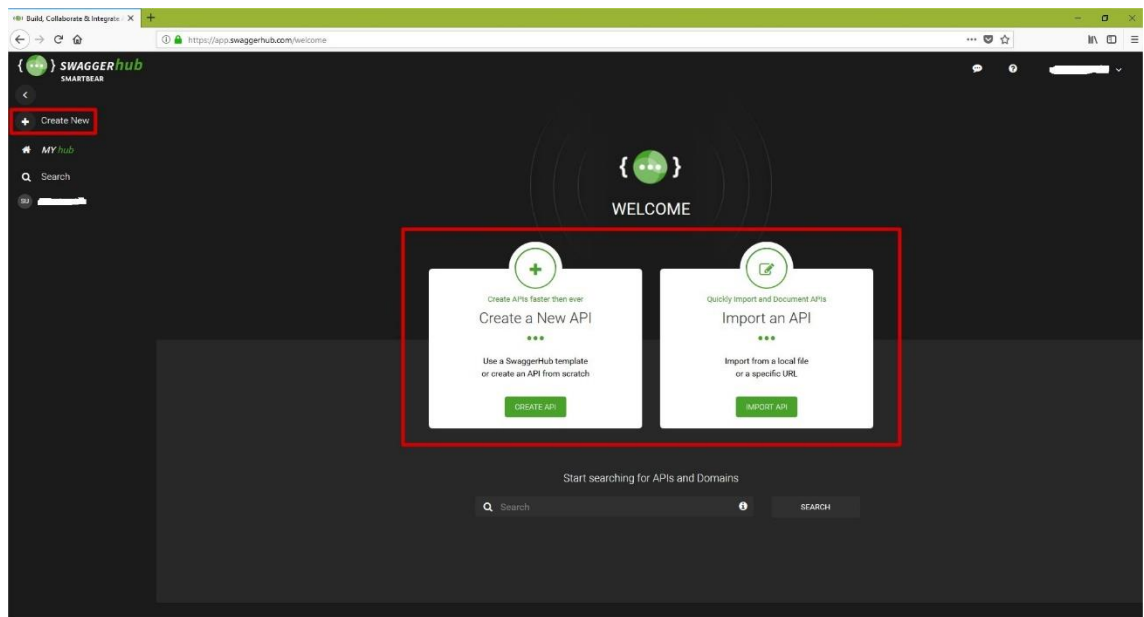 Build, Collaborate & Integrate
https://app.swaggerhub.com/welcome
{ ... } SWAGGERhub
SMARTBEAR
Create New
MY hub
Search
SU
{ ... }
WELCOME
Create APIs faster then ever
Create a New API
Use a SwaggerHub template
or create an API from scratch
CREATE API
Quickly Import and Document APIs
Import an API
Import from a local file
or a specific URL
IMPORT API
Start searching for APIs and Domains
Search
SEARCH